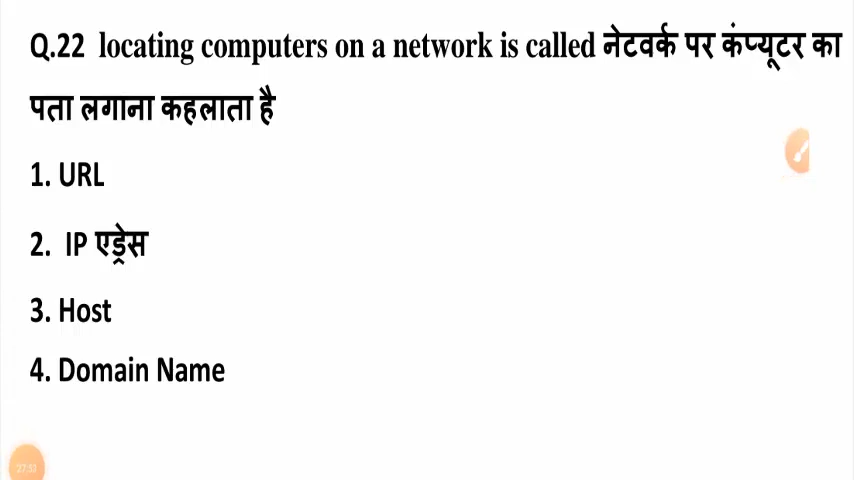 Q.22 locating computers on a network is called नेटवर्क पर कंप्यूटर का
पता लगाना कहलाता है
1. URL
2. IP एड्रेस
3. Host
4. Domain Name